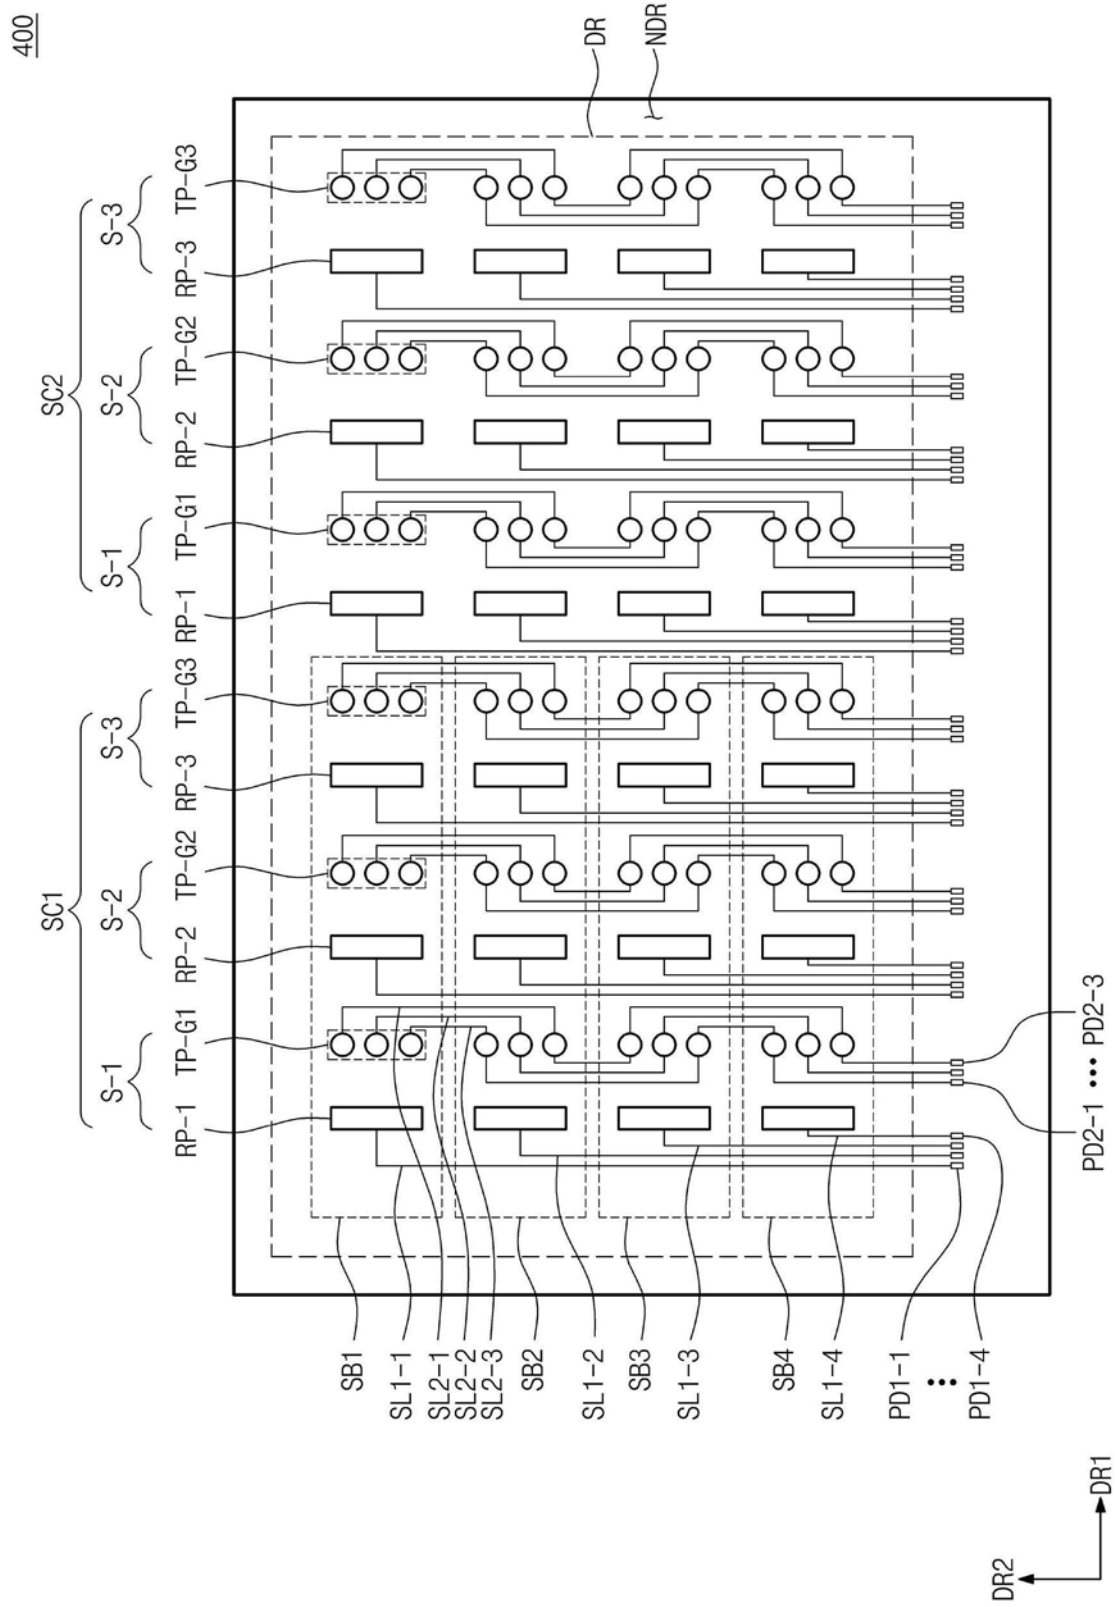 400
SC1
SC2
S-1
S-2
S-3
S-1
S-2
S-3
RP-1 TP-G1 RP-2 TP-G2 RP-3 TP-G3 RP-1 TP-G1 RP-2 TP-G2 RP-3 TP-G3
DR
NDR
SB1
SL1-1
SL2-1
SL2-2
SL2-3
SB2
SL1-2
SB3
SL1-3
SB4
SL1-4
PD1-1
⋮
PD1-4
PD2-1 ••• PD2-3
DR2
DR1